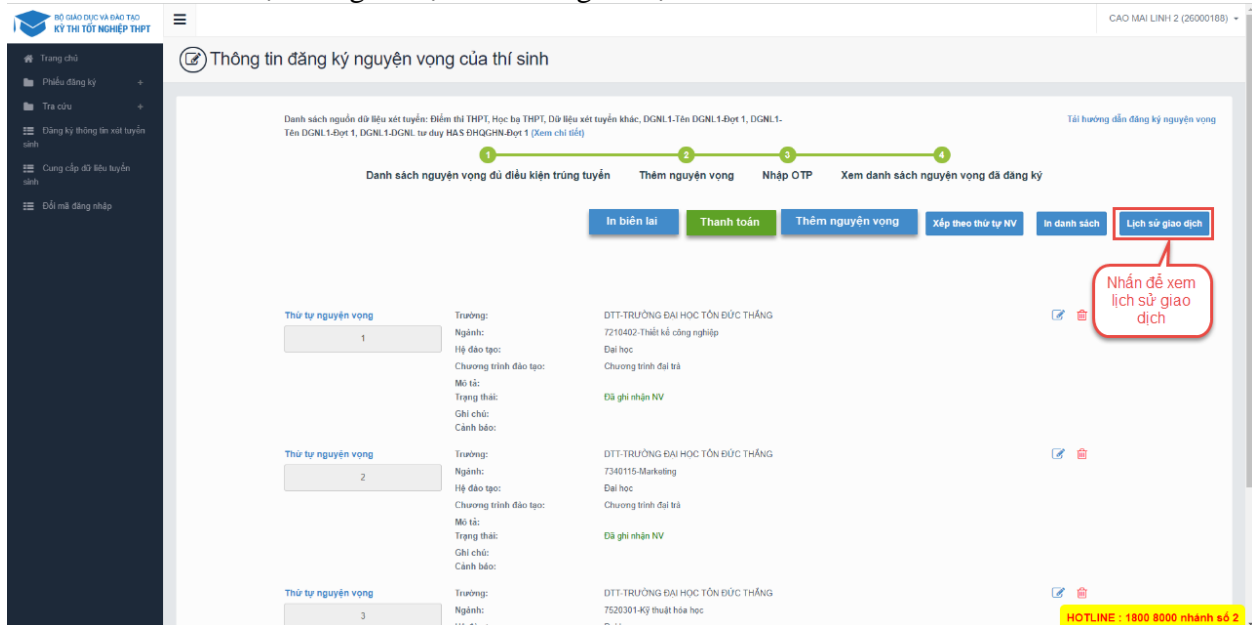 BỘ GIÁO DỤC VÀ ĐÀO TẠO
KỲ THI TỐT NGHIỆP THPT
CAO MAI LINH 2 (26000188)
Trang chủ
Phiếu đăng ký +
Tra cứu +
Đăng ký thông tin xét tuyển
sinh
Cung cấp dữ liệu tuyển
sinh
Đổi mã đăng nhập
Thông tin đăng ký nguyện vọng của thí sinh
Danh sách nguồn dữ liệu xét tuyển: Điểm thi THPT, Học bạ THPT, Dữ liệu xét tuyển khác, DGNL1-Tên DGNL1-Đợt 1, DGNL1-
Tên DGNL1-Đợt 1, DGNL1-DGNL tư duy HAS ĐHQGHN-Đợt 1 (Xem chi tiết)
Tải hướng dẫn đăng ký nguyện vọng
1 2 3 4
Danh sách nguyện vọng đủ điều kiện trúng tuyển Thêm nguyện vọng Nhập OTP Xem danh sách nguyện vọng đã đăng ký
In biên lai Thanh toán Thêm nguyện vọng Xếp theo thứ tự NV In danh sách Lịch sử giao dịch
Nhấn để xem
lịch sử giao
dịch
Thứ tự nguyện vọng Trường: DTT-TRƯỜNG ĐẠI HỌC TÔN ĐỨC THẮNG
1 Ngành: 7210402-Thiết kế công nghiệp
Hệ đào tạo: Đại học
Chương trình đào tạo: Chương trình đại trà
Mô tả:
Trạng thái: Đã ghi nhận NV
Ghi chú:
Cảnh báo:
Thứ tự nguyện vọng Trường: DTT-TRƯỜNG ĐẠI HỌC TÔN ĐỨC THẮNG
2 Ngành: 7340115-Marketing
Hệ đào tạo: Đại học
Chương trình đào tạo: Chương trình đại trà
Mô tả:
Trạng thái: Đã ghi nhận NV
Ghi chú:
Cảnh báo:
Thứ tự nguyện vọng Trường: DTT-TRƯỜNG ĐẠI HỌC TÔN ĐỨC THẮNG
3 Ngành: 7520301-Kỹ thuật hóa học
HOTLINE : 1800 8000 nhánh số 2